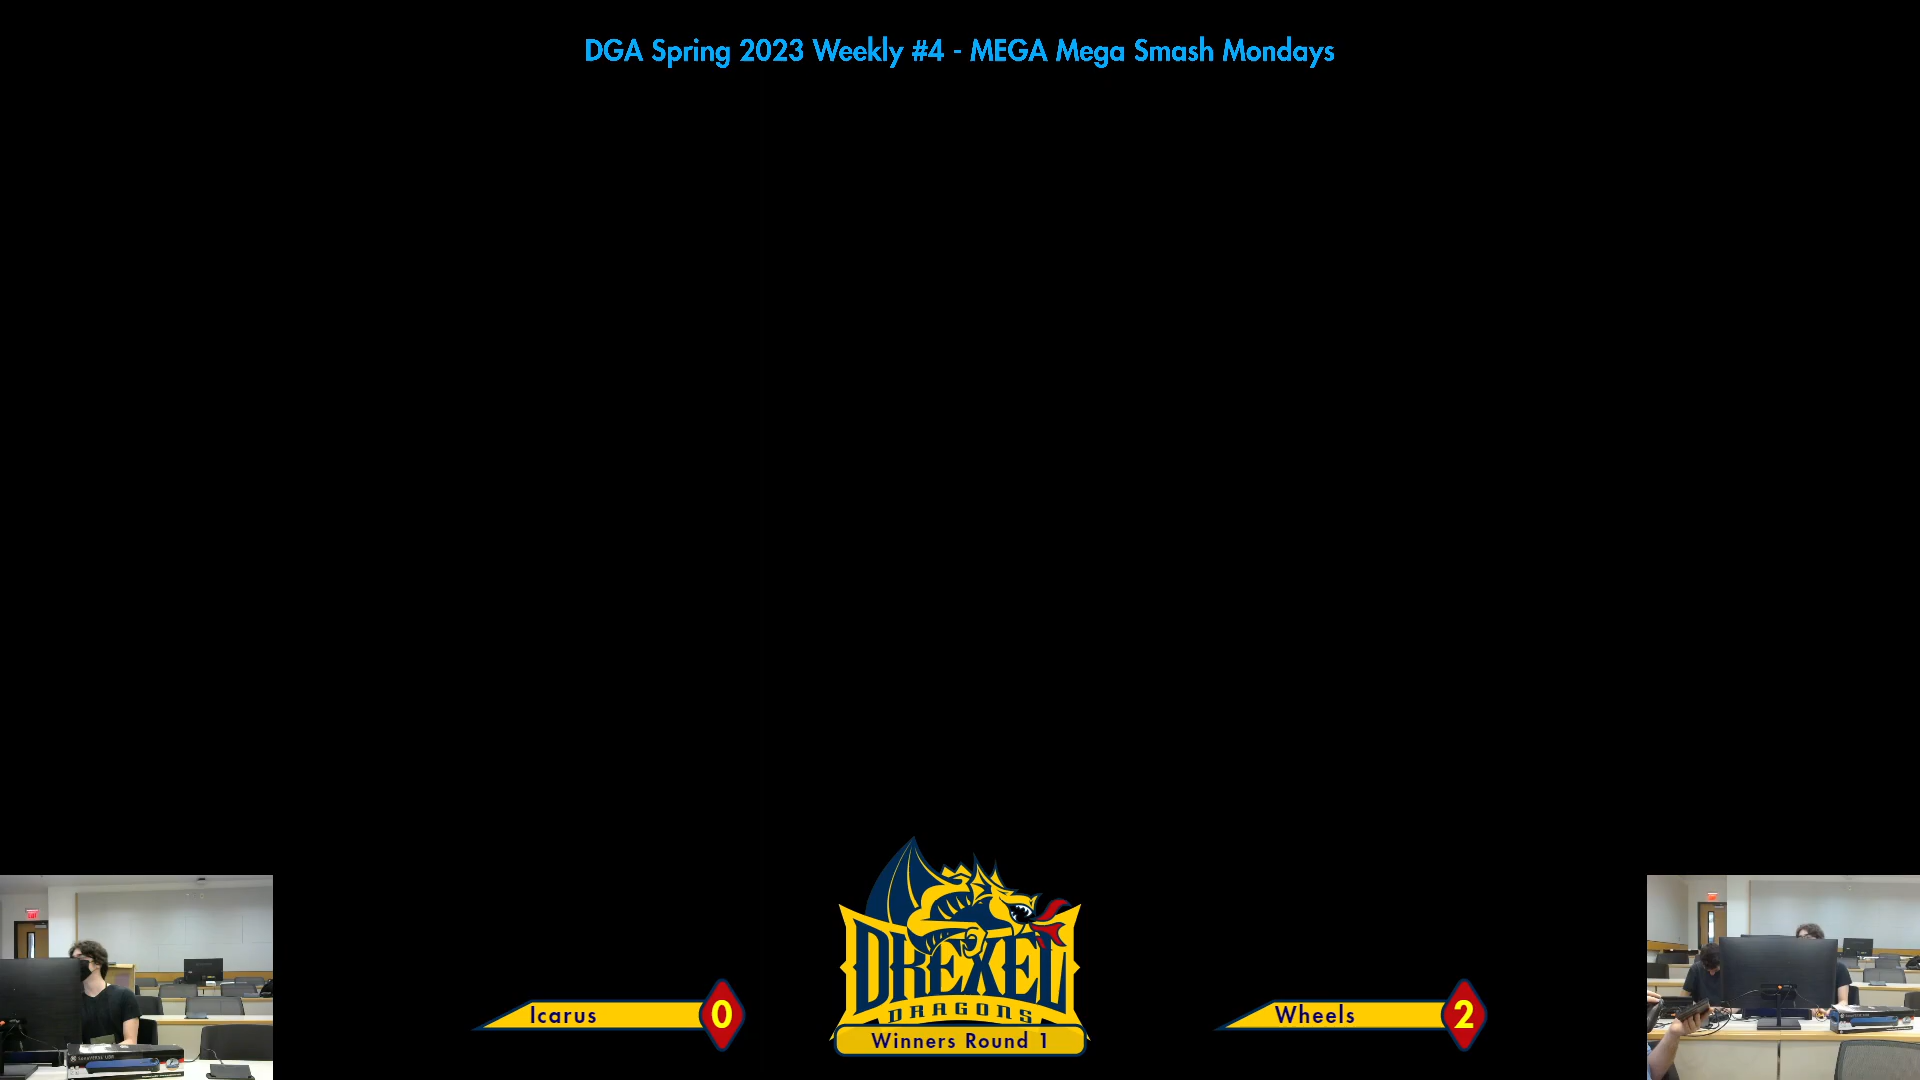 DGA Spring 2023 Weekly #4 - MEGA Mega Smash Mondays
DREXEL
DRAGONS
Icarus 0
Wheels 2
Winners Round 1